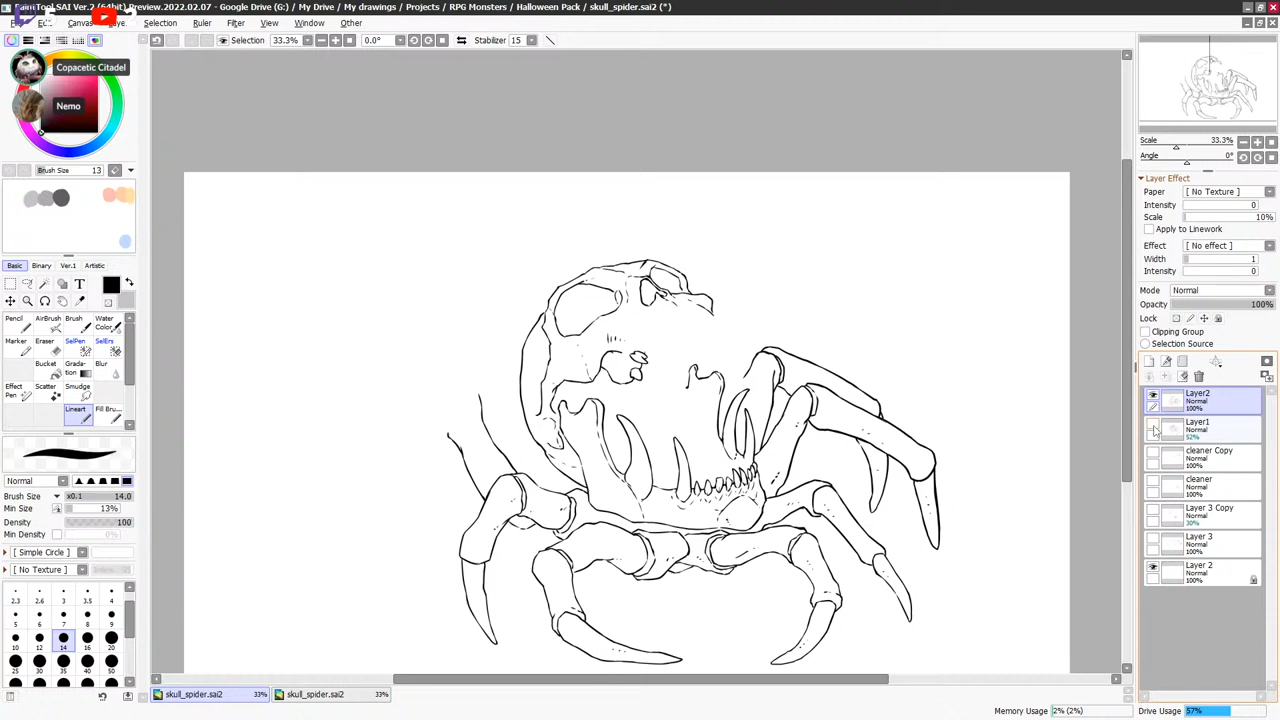 PaintTool SAI Ver.2 (64bit) Preview.2022.02.07 - Google Drive (G:) / My Drive / My drawings / Projects / RPG Monsters / Halloween Pack / skull_spider.sai2 (*)
Canvas Layer Selection Ruler Filter View Window Other
Selection 33.3% 0.0° Stabilizer 15
Copacetic Citadel
Nemo
Brush Size 13
Basic Binary Ver.1 Artistic
T
Pencil AirBrush Brush Water Color
Marker Eraser SelPen SelErs
Bucket Grada-tion Blur
Effect Pen Scatter Smudge
Lineart Fill Bru...
Normal
Brush Size x0.1 14.0
Min Size 13%
Density 100
Min Density 0%
[ Simple Circle ]
[ No Texture ]
2.3 2.6 3 3.5 4
5 6 7 8 9
10 12 14 16 20
25 30 35 40 50
skull_spider.sai2 33% skull_spider.sai2 33%
Scale 33.3%
Angle 0°
Layer Effect
Paper [ No Texture ]
Intensity 0
Scale 10%
Apply to Linework
Effect [ No effect ]
Width 1
Intensity 0
Mode Normal
Opacity 100%
Lock
Clipping Group
Selection Source
Layer2
Normal
100%
Layer1
Normal
52%
cleaner Copy
Normal
100%
cleaner
Normal
100%
Layer 3 Copy
Normal
30%
Layer 3
Normal
100%
Layer 2
Normal
100%
Memory Usage 2% (2%) Drive Usage 57%